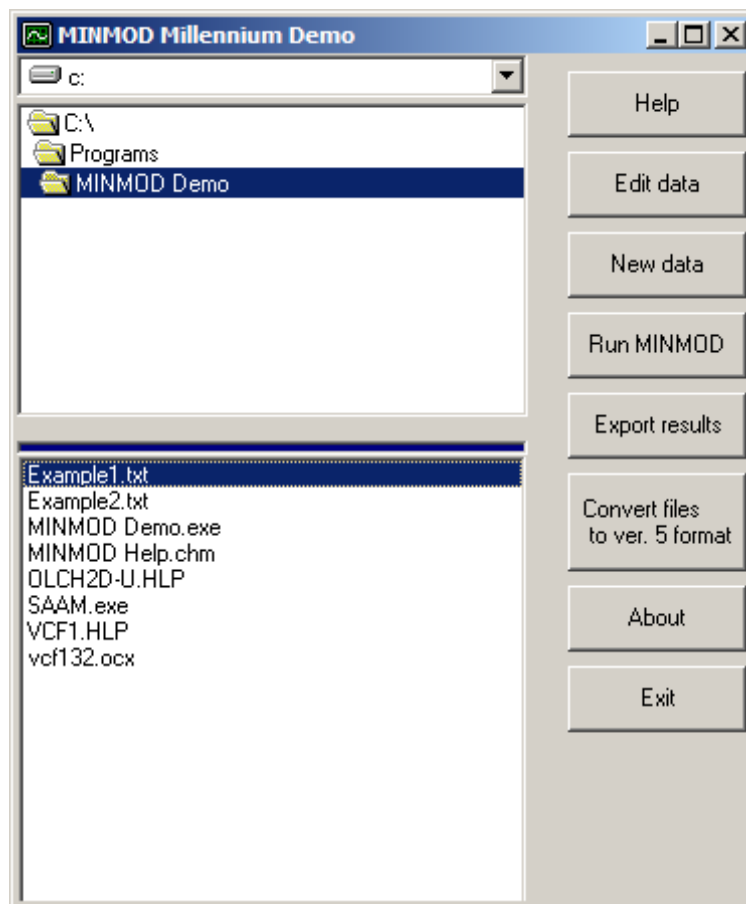 MINMOD Millennium Demo
c:
C:\
Programs
MINMOD Demo
Example1.txt
Example2.txt
MINMOD Demo.exe
MINMOD Help.chm
OLCH2D-U.HLP
SAAM.exe
VCF1.HLP
vcf132.ocx
Help
Edit data
New data
Run MINMOD
Export results
Convert files
to ver. 5 format
About
Exit